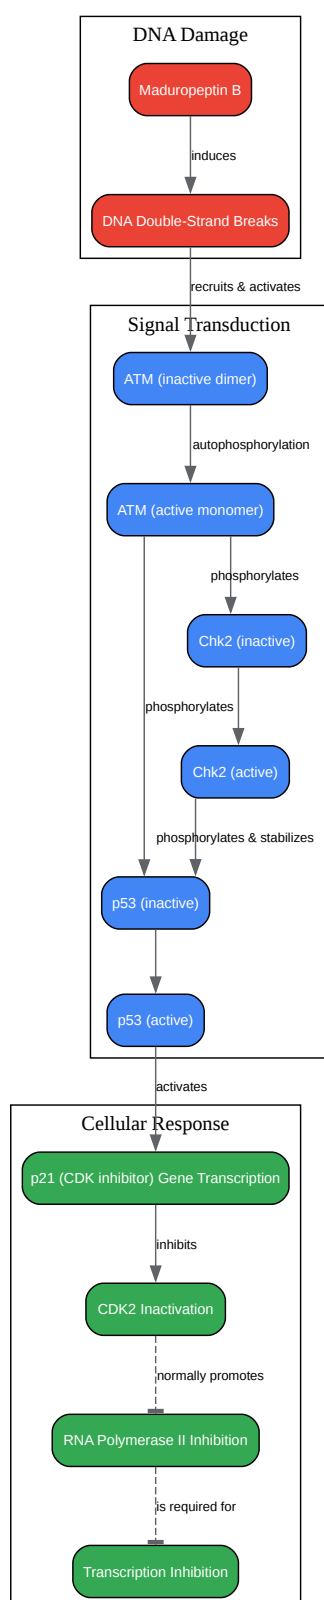 DNA Damage
Maduropeptin B
induces
DNA Double-Strand Breaks
recruits & activates
Signal Transduction
ATM (inactive dimer)
autophosphorylation
ATM (active monomer)
phosphorylates
Chk2 (inactive)
phosphorylates
Chk2 (active)
phosphorylates & stabilizes
p53 (inactive)
p53 (active)
activates
Cellular Response
p21 (CDK inhibitor) Gene Transcription
inhibits
CDK2 Inactivation
normally promotes
RNA Polymerase II Inhibition
is required for
Transcription Inhibition